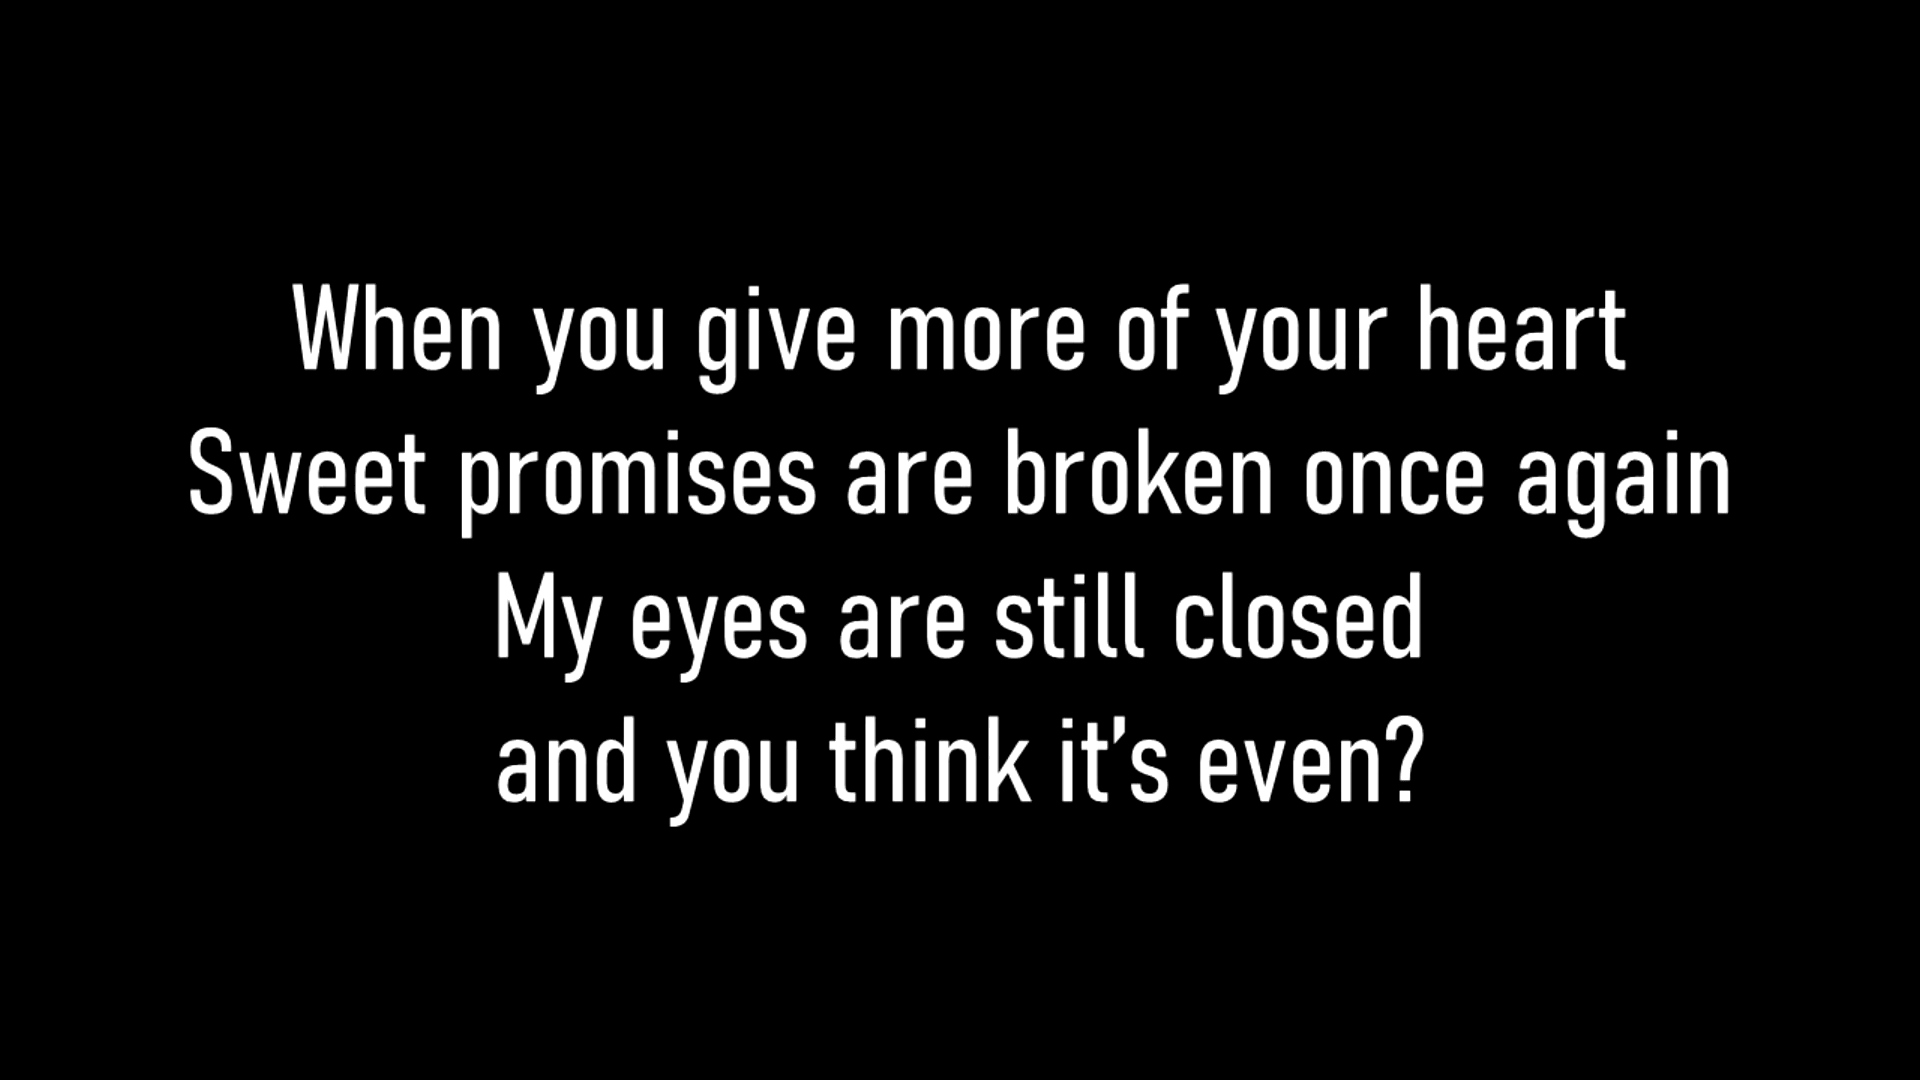 When you give more of your heart
Sweet promises are broken once again
My eyes are still closed
and you think it’s even?